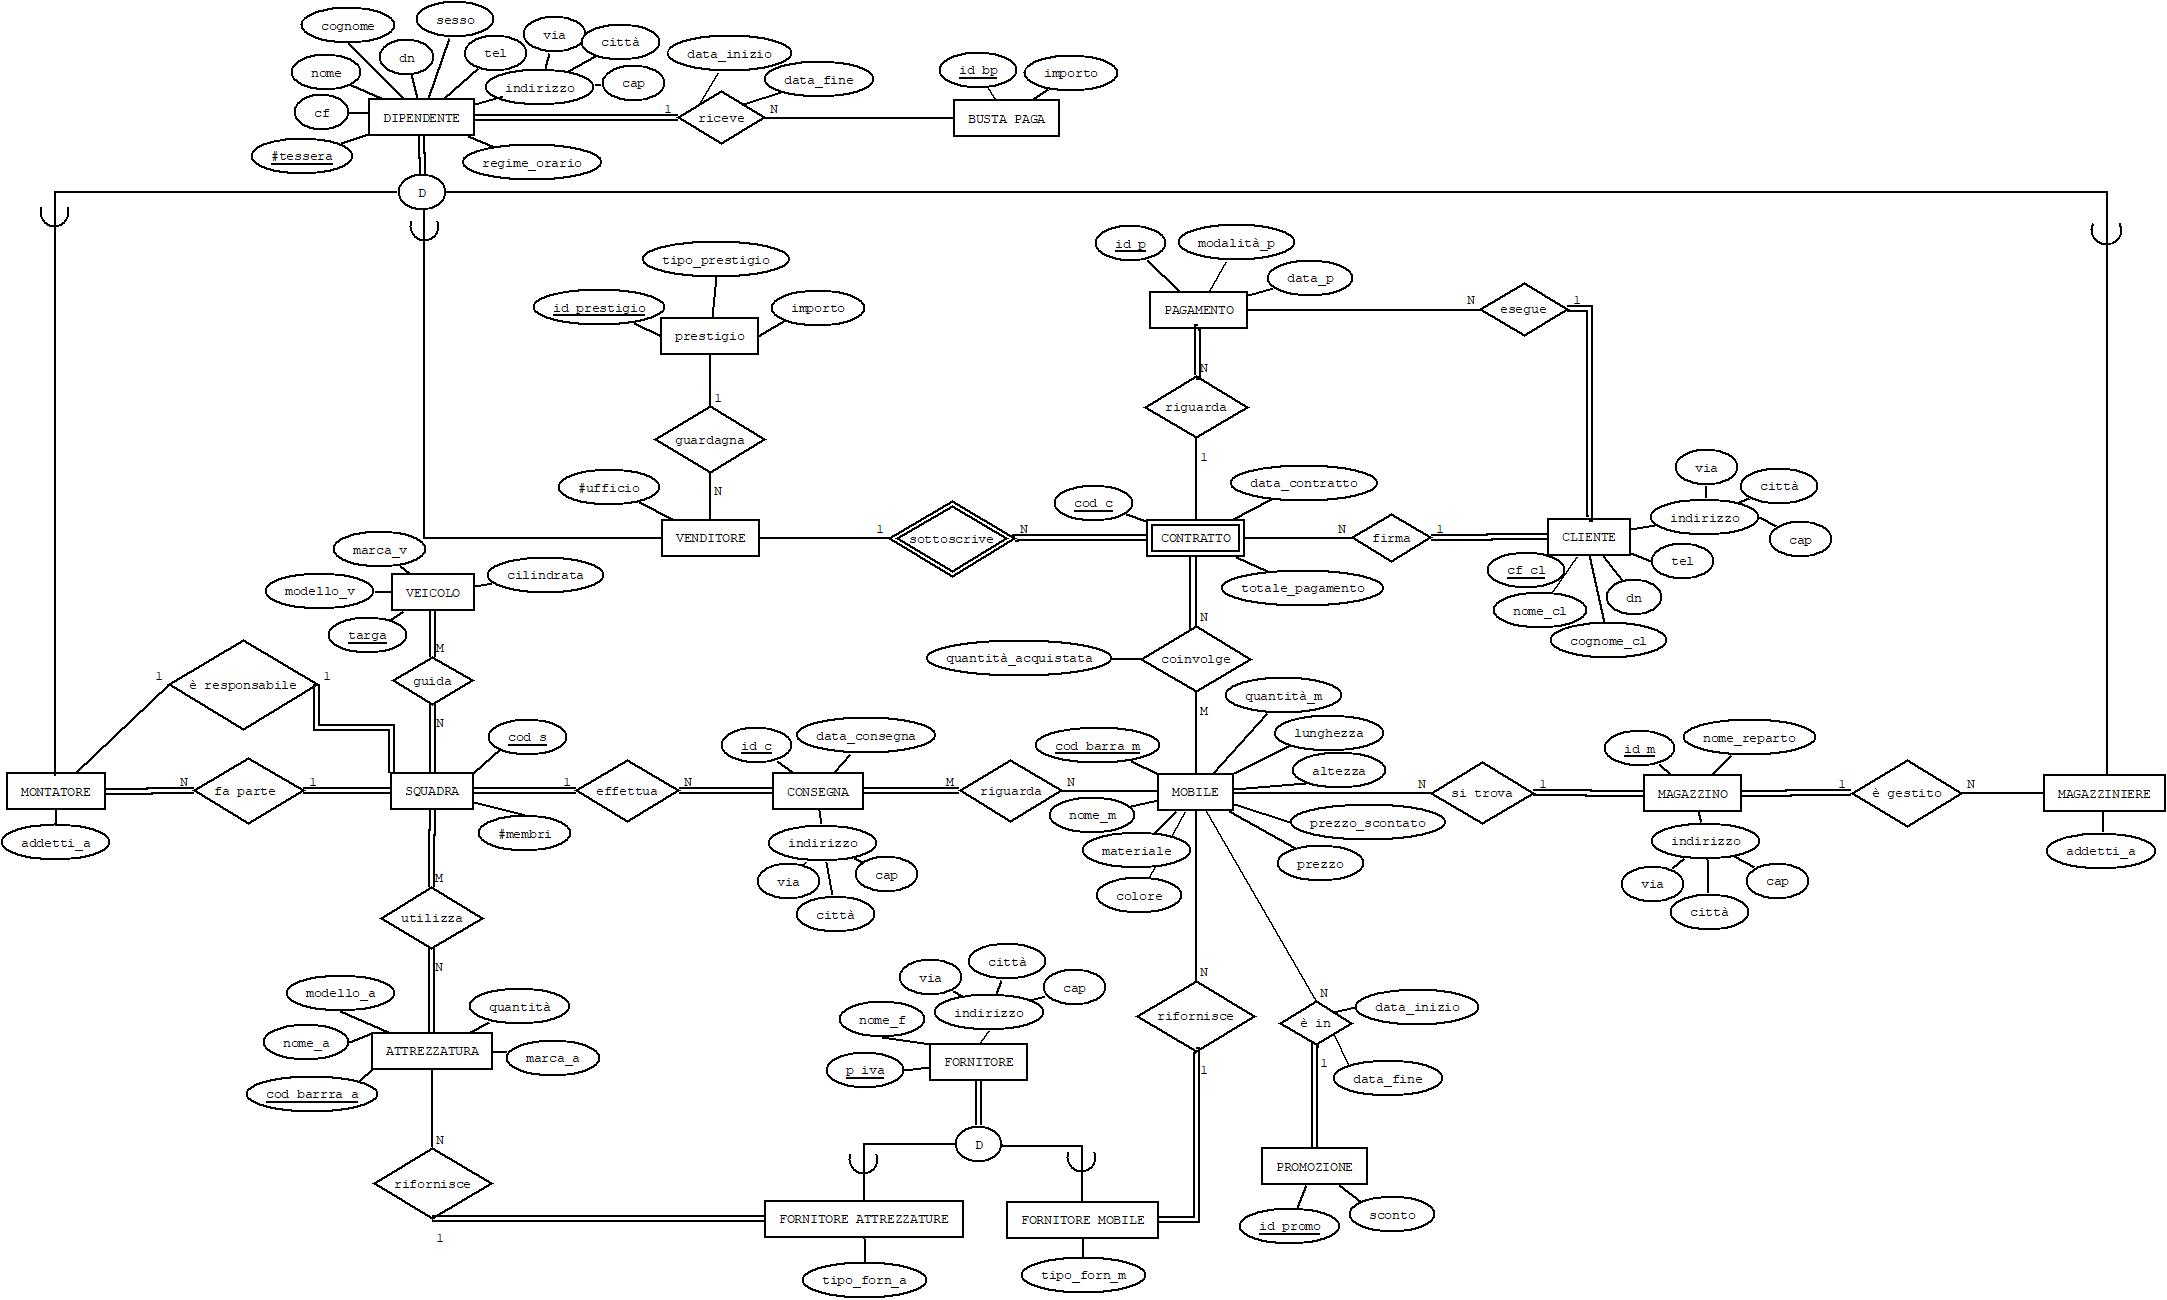 sesso
cognome
via
città
tel
data_inizio
dn
nome
id bp
importo
data_fine
cap
indirizzo
cf
1
N
DIPENDENTE
riceve
BUSTA PAGA
#tessera
regime_orario
D
id p
modalità_p
tipo_prestigio
data_p
id prestigio
importo
N
1
PAGAMENTO
esegue
prestigio
N
riguarda
1
guardagna
1
via
#ufficio
N
data_contratto
città
cod c
indirizzo
1
N
N
1
VENDITORE
sottoscrive
CONTRATTO
firma
CLIENTE
cap
marca_v
tel
cf cl
cilindrata
modello_v
VEICOLO
totale_pagamento
dn
nome_cl
targa
N
cognome_cl
M
quantità_acquistata
coinvolge
1
1
è responsabile
guida
quantità_m
M
N
cod s
data_consegna
lunghezza
nome_reparto
id c
cod barra m
id m
altezza
N
1
1
N
M
N
N
1
1
N
MONTATORE
fa parte
SQUADRA
effettua
CONSEGNA
riguarda
MOBILE
si trova
MAGAZZINO
è gestito
MAGAZZINIERE
nome_m
prezzo_scontato
addetti_a
#membri
indirizzo
materiale
indirizzo
addetti_a
prezzo
M
via
cap
via
cap
colore
città
città
utilizza
città
N
via
N
cap
modello_a
N
quantità
data_inizio
indirizzo
nome_f
rifornisce
è in
nome_a
ATTREZZATURA
marca_a
FORNITORE
1
p iva
1
data_fine
cod barrra a
N
D
PROMOZIONE
rifornisce
FORNITORE ATTREZZATURE
FORNITORE MOBILE
sconto
id promo
1
tipo_forn_a
tipo_forn_m